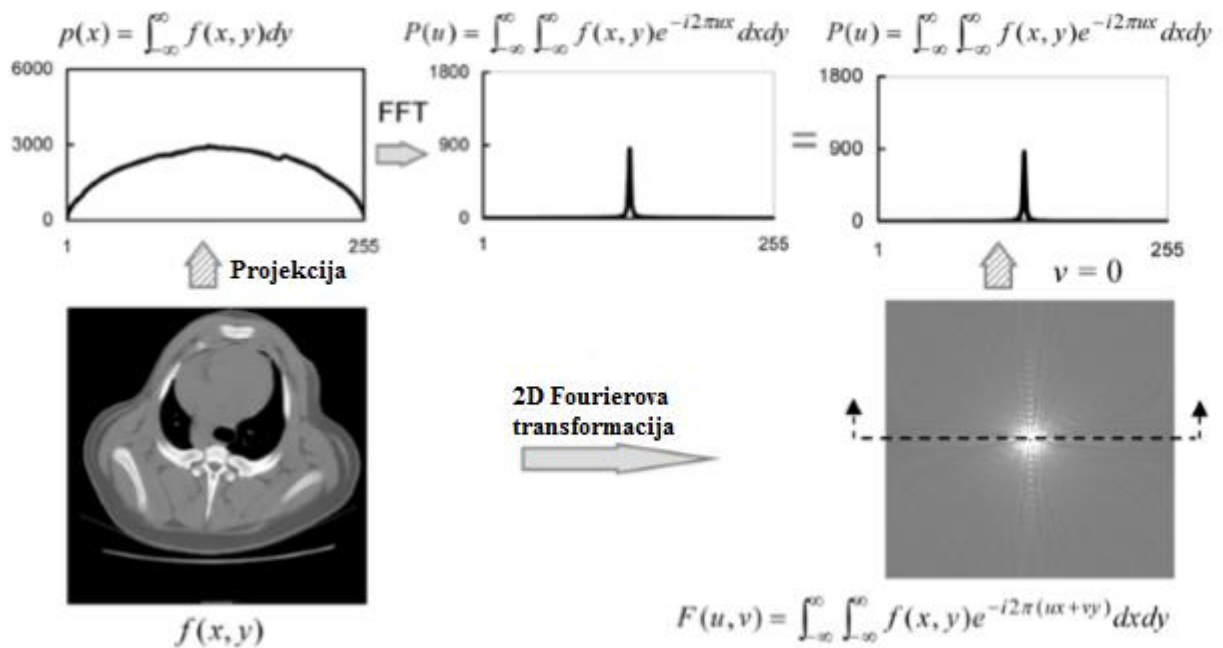 p(x) = ∫_{-∞}^{∞} f(x, y)dy
P(u) = ∫_{-∞}^{∞} ∫_{-∞}^{∞} f(x, y)e^{-i2πux}dxdy
P(u) = ∫_{-∞}^{∞} ∫_{-∞}^{∞} f(x, y)e^{-i2πux}dxdy
6000
3000
0
1
255
FFT
1800
900
0
1
255
=
1800
900
0
1
255
Projekcija
v = 0
2D Fourierova
transformacija
f(x, y)
F(u, v) = ∫_{-∞}^{∞} ∫_{-∞}^{∞} f(x, y)e^{-i2π(ux+vy)}dxdy